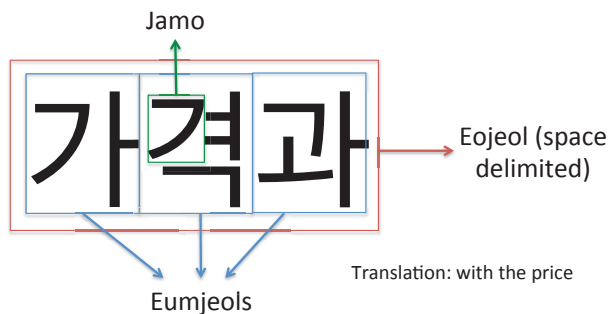 Jamo
가격과
Eojeol (space
delimited)
Translation: with the price
Eumjeols